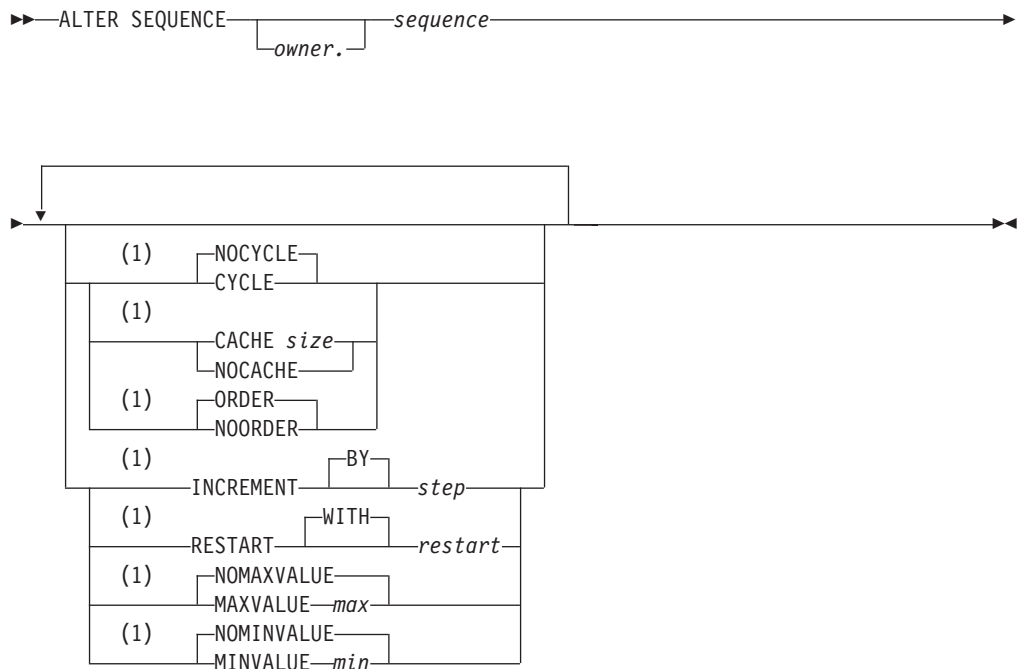 ALTER SEQUENCE sequence
owner.
(1) NOCYCLE
CYCLE
(1)
CACHE size
NOCACHE
(1) ORDER
NOORDER
(1) BY
INCREMENT step
(1) WITH
RESTART restart
(1) NOMAXVALUE
MAXVALUE max
(1) NOMINVALUE
MINVALUE min